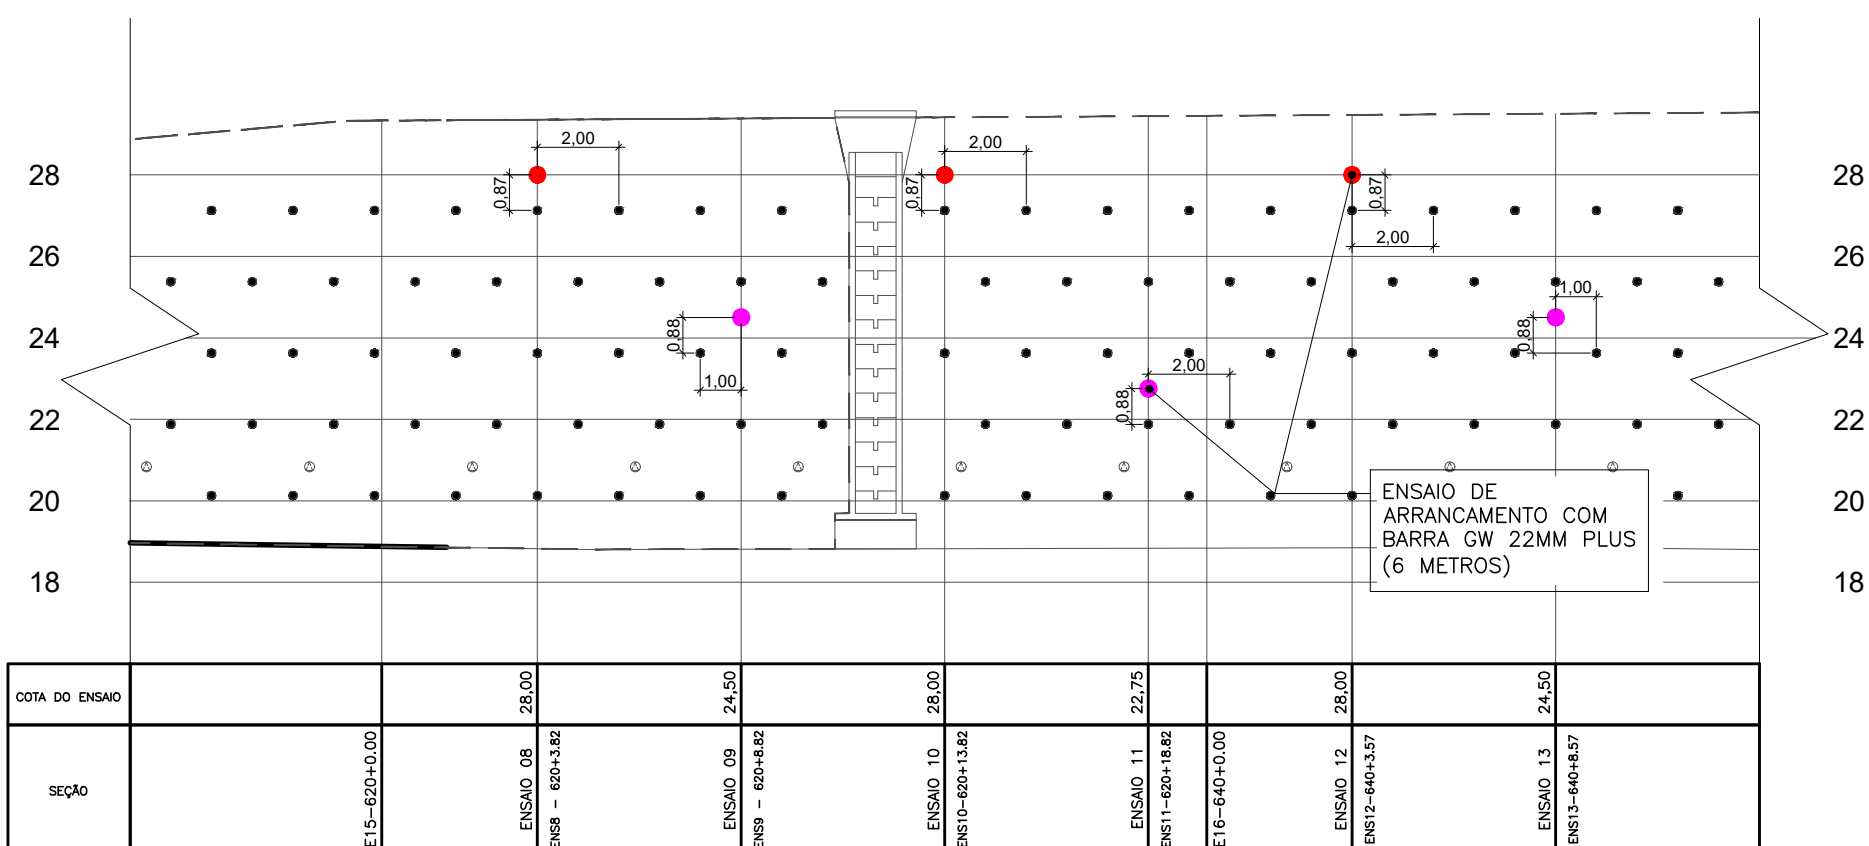 2,00
2,00
28
0,87
0,87
0,87
28
26
2,00
26
1,00
24
0,88
0,88
24
1,00
2,00
0,88
22
22
20
ENSAIO DE
ARRANCAMENTO COM
BARRA GW 22MM PLUS
(6 METROS)
20
18
18
COTA DO ENSAIO
28,00
24,50
28,00
22,75
28,00
24,50
SEÇÃO
E15-620+0.00
ENSAIO 08
ENS8 - 620+3.82
ENSAIO 09
ENS9 - 620+8.82
ENSAIO 10
ENS10-620+13.82
ENSAIO 11
ENS11-620+18.82
E16-640+0.00
ENSAIO 12
ENS12-640+3.57
ENSAIO 13
ENS13-640+8.57